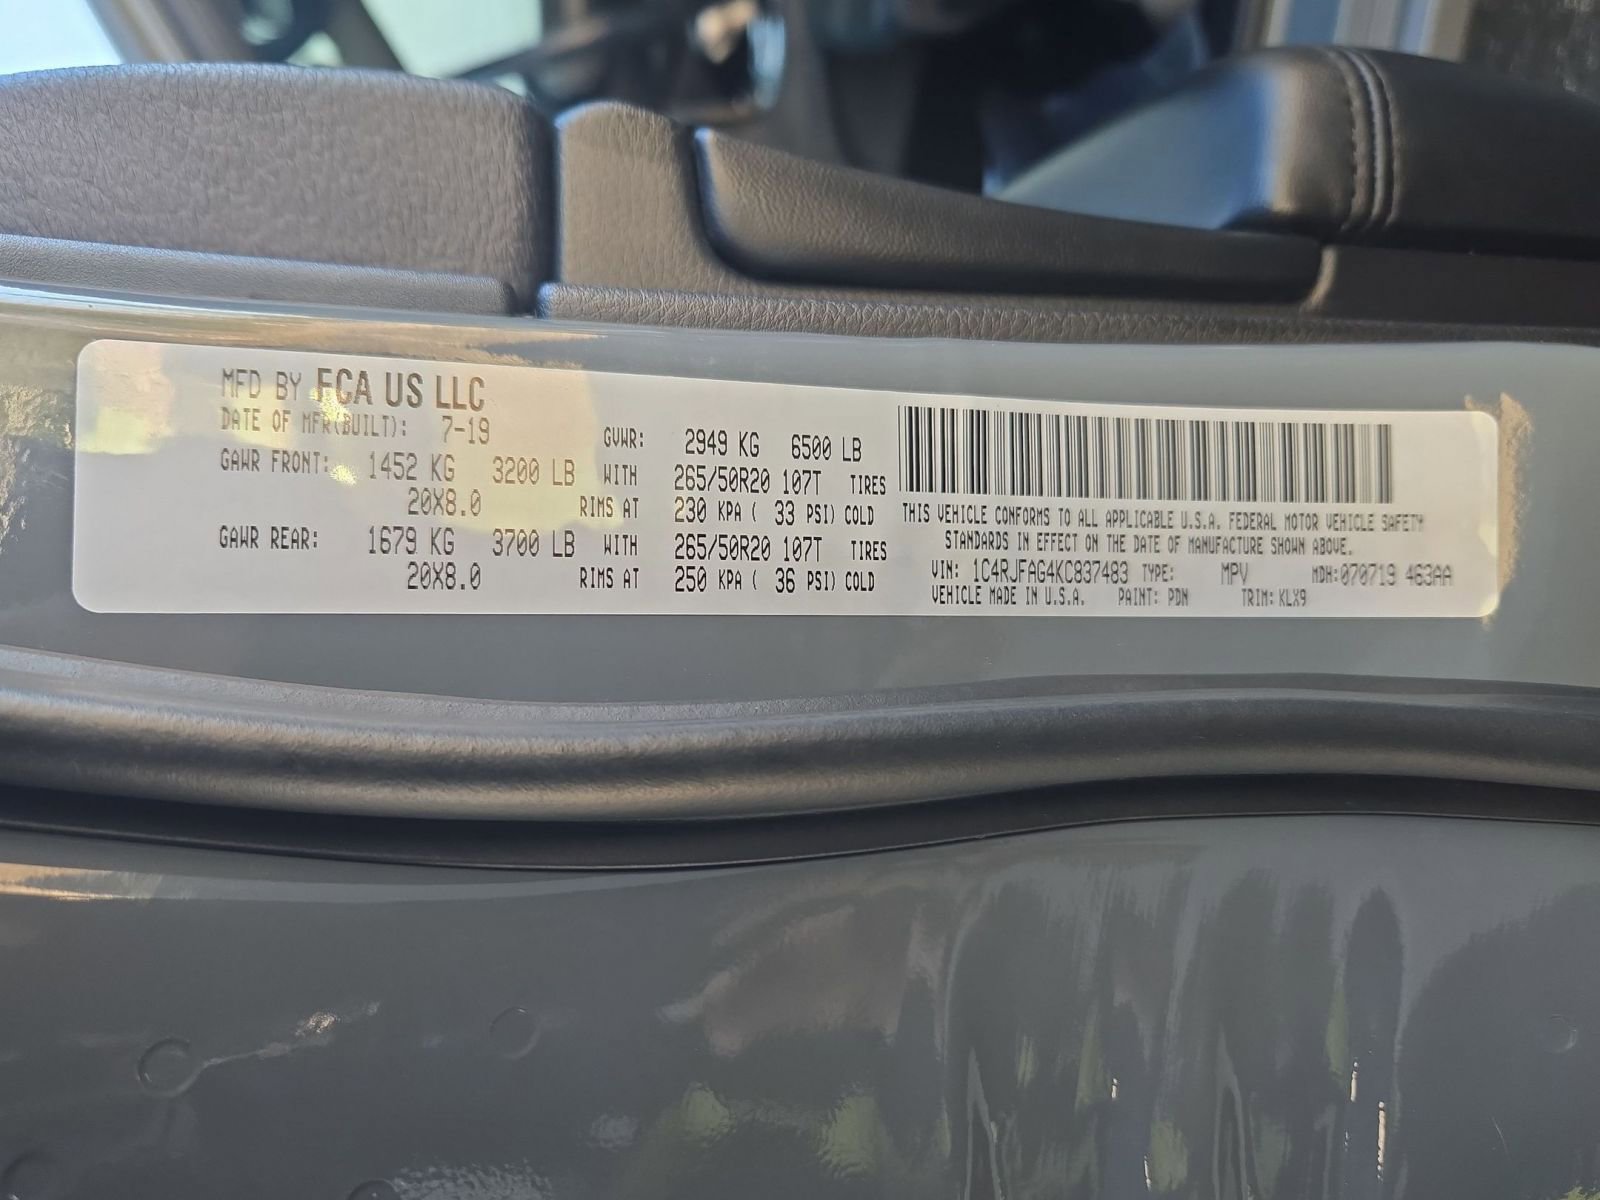 MFD BY FCA US LLC
DATE OF MFR(BUILT): 7-19
GVWR: 2949 KG 6500 LB
GAWR FRONT: 1452 KG 3200 LB WITH 265/50R20 107T TIRES
20X8.0 RIMS AT 230 KPA ( 33 PSI) COLD
GAWR REAR: 1679 KG 3700 LB WITH 265/50R20 107T TIRES
20X8.0 RIMS AT 250 KPA ( 36 PSI) COLD
THIS VEHICLE CONFORMS TO ALL APPLICABLE U.S.A. FEDERAL MOTOR VEHICLE SAFETY
STANDARDS IN EFFECT ON THE DATE OF MANUFACTURE SHOWN ABOVE.
VIN: 1C4RJFAG4KC837483 TYPE: MPV MDH:070719 463AA
VEHICLE MADE IN U.S.A. PAINT: PDN TRIM: KLX9